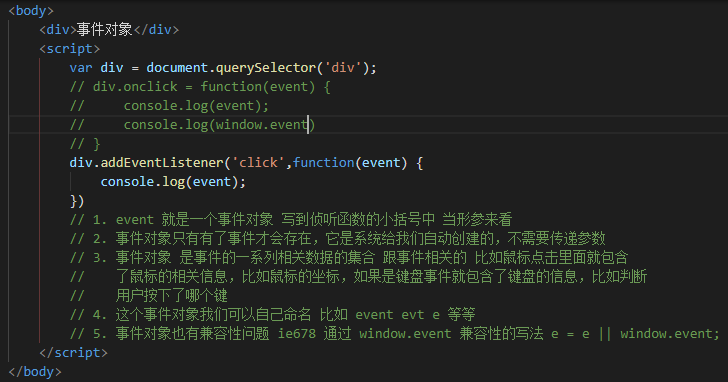 <body>
<div>事件对象</div>
<script>
var div = document.querySelector('div');
// div.onclick = function(event) {
//     console.log(event);
//     console.log(window.event)
// }
div.addEventListener('click',function(event) {
console.log(event);
})
// 1. event 就是一个事件对象 写到侦听函数的小括号中 当形参来看
// 2. 事件对象只有有了事件才会存在，它是系统给我们自动创建的，不需要传递参数
// 3. 事件对象 是事件的一系列相关数据的集合 跟事件相关的 比如鼠标点击里面就包含
//    了鼠标的相关信息，比如鼠标的坐标，如果是键盘事件就包含了键盘的信息，比如判断
//    用户按下了哪个键
// 4. 这个事件对象我们可以自己命名 比如 event evt e 等等
// 5. 事件对象也有兼容性问题 ie678 通过 window.event 兼容性的写法 e = e || window.event;
</script>
</body>